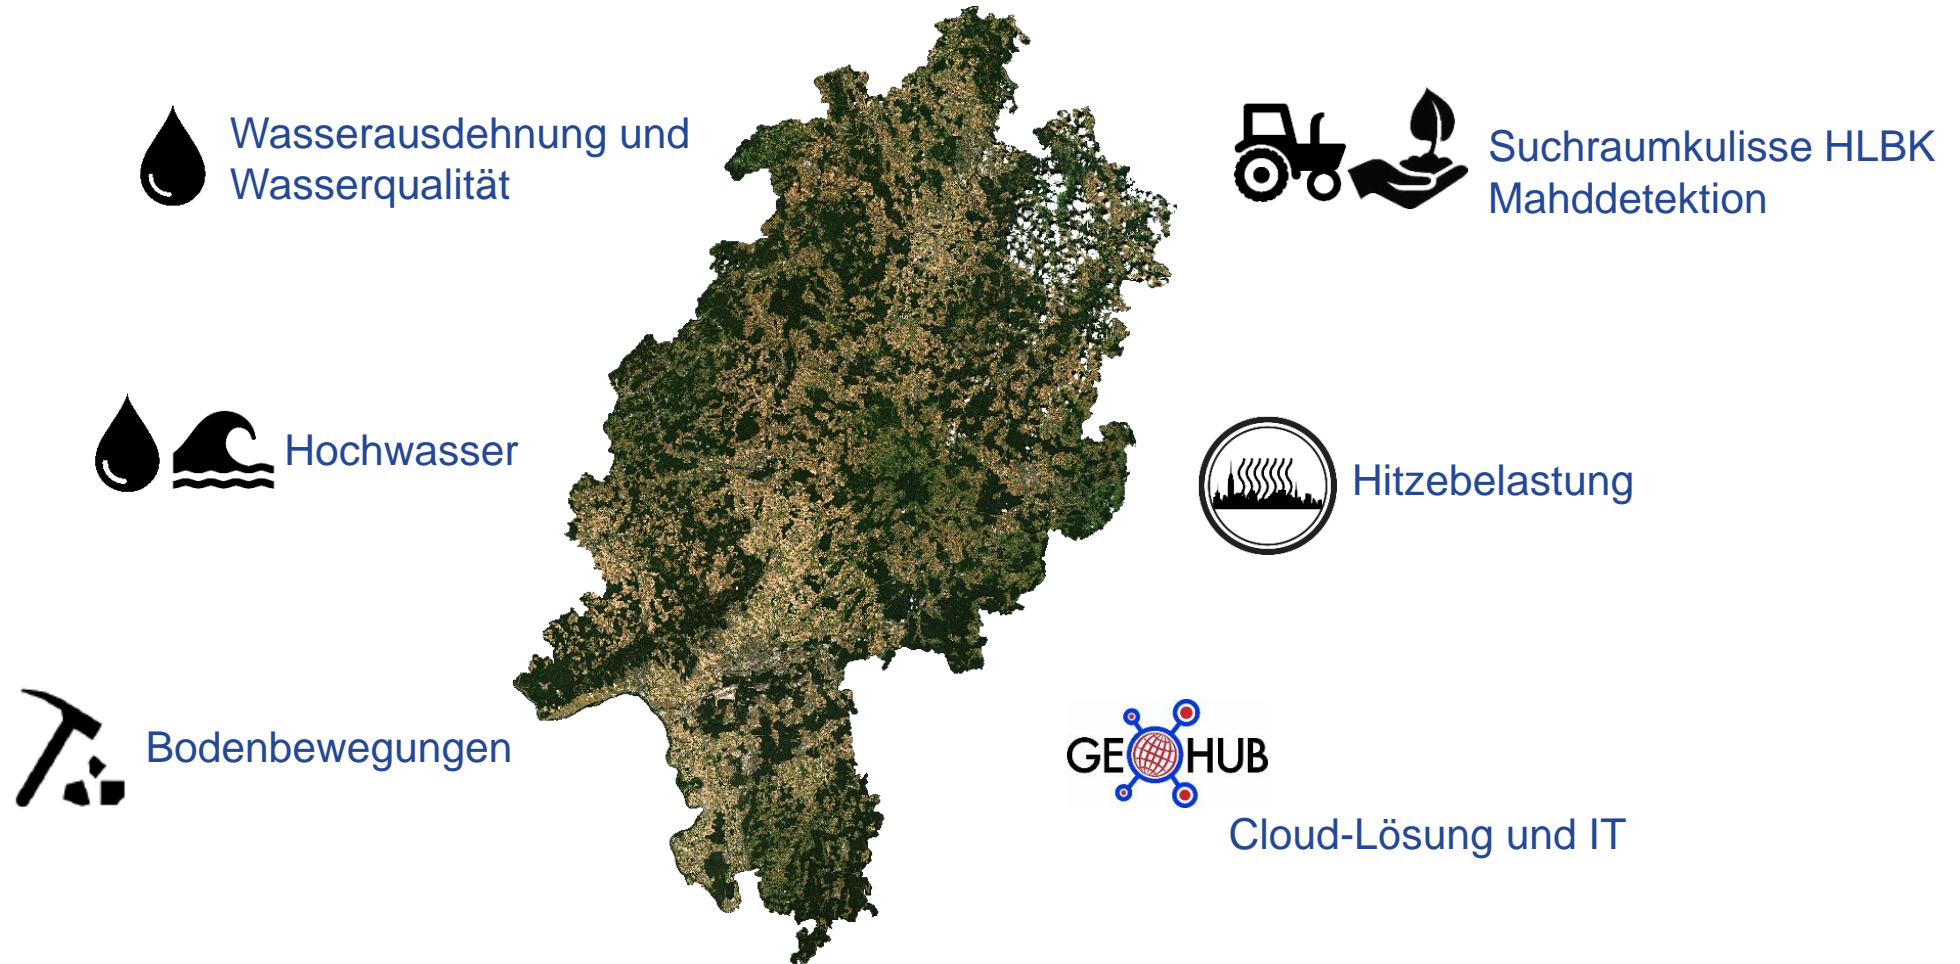 Wasserausdehnung und
Wasserqualität
Suchraumkulisse HLBK
Mahddetektion
Hochwasser
Hitzebelastung
Bodenbewegungen
GEOHUB
Cloud-Lösung und IT